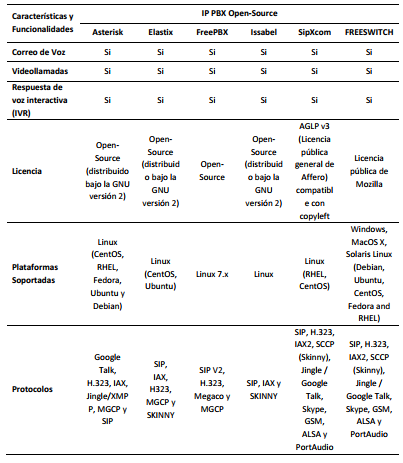 Características y
Funcionalidades
IP PBX Open-Source
Asterisk Elastix FreePBX Issabel SipXcom FREESWITCH
Correo de Voz Si Si Si Si Si Si
Videollamadas Si Si Si Si Si Si
Respuesta de
voz interactiva
(IVR)
Si Si Si Si Si Si
Licencia
Open-
Source
(distribuido
bajo la GNU
versión 2)
Open-
Source
(distribuid
o bajo la
GNU
versión 2)
Open-
Source
Open-
Source
(distribuid
o bajo la
GNU
versión 2)
AGLP v3
(Licencia
pública
general de
Affero)
compatibl
e con
copyleft
Licencia
pública de
Mozilla
Plataformas
Soportadas
Linux
(CentOS,
RHEL,
Fedora,
Ubuntu y
Debian)
Linux
(CentOS,
Ubuntu)
Linux 7.x
Linux
Linux
(RHEL,
CentOS)
Windows,
MacOS X,
Solaris Linux
(Debian,
Ubuntu,
CentOS,
Fedora and
RHEL)
Protocolos
Google
Talk,
H.323, IAX,
Jingle/XMP
P, MGCP y
SIP
SIP,
IAX,
H323,
MGCP y
SKINNY
SIP V2,
H.323,
Megaco y
MGCP
SIP, IAX y
SKINNY
SIP, H.323,
IAX2, SCCP
(Skinny),
Jingle /
Google
Talk,
Skype,
GSM,
ALSA y
PortAudio
SIP, H.323,
IAX2, SCCP
(Skinny),
Jingle /
Google Talk,
Skype, GSM,
ALSA y
PortAudio